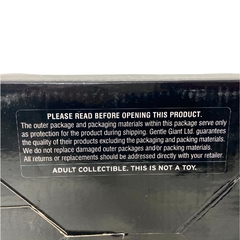 PLEASE READ BEFORE OPENING THIS PRODUCT.
The outer package and packaging materials within this package serve only
as protection for the product during shipping. Gentle Giant Ltd. guarantees
the quality of their products excluding the packaging and packing materials.
We do not replace damaged outer packages and/or packing materials.
All returns or replacements should be addressed directly with your retailer.
ADULT COLLECTIBLE. THIS IS NOT A TOY.